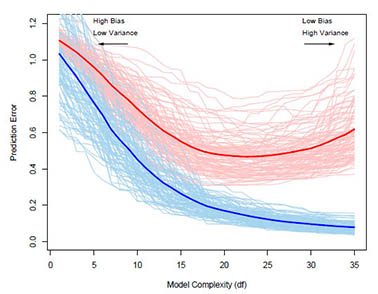 High Bias
Low Variance
Low Bias
High Variance
Prediction Error
1.2
1.0
0.8
0.6
0.4
0.2
0.0
0
5
10
15
20
25
30
35
Model Complexity (df)